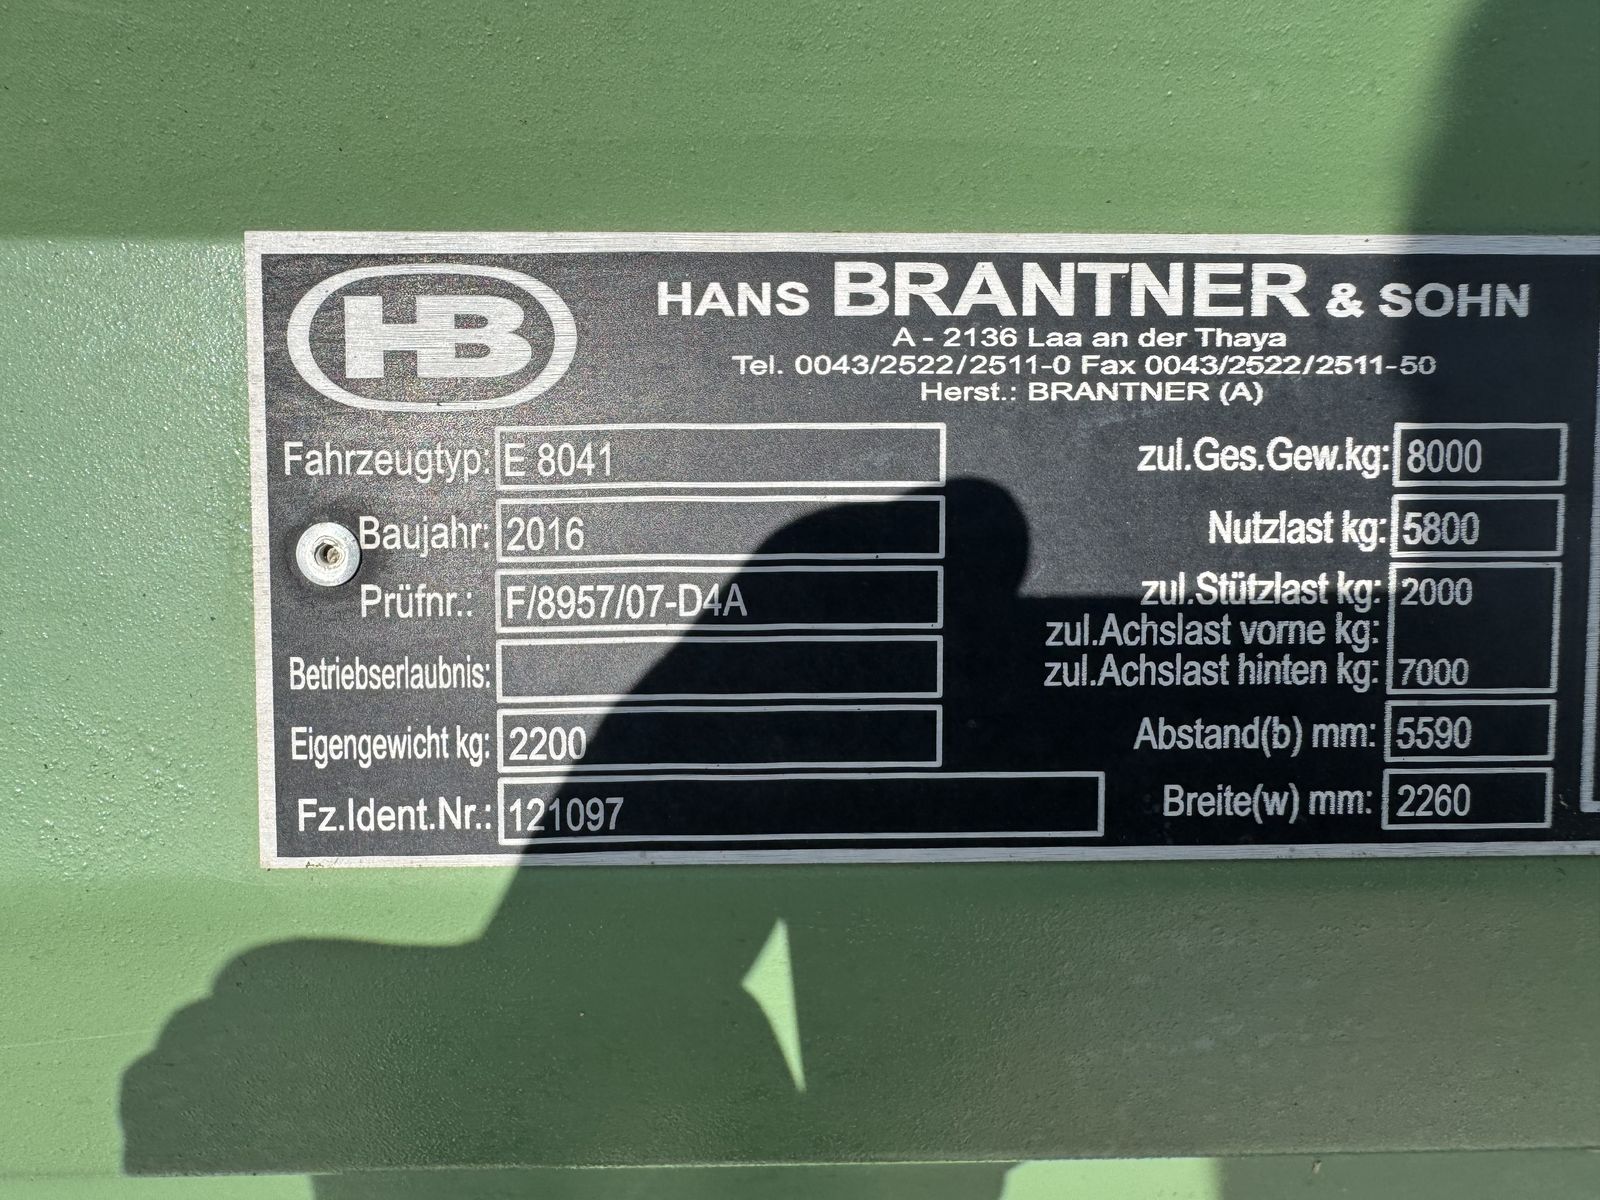 HB
HANS BRANTNER & SOHN
A - 2136 Laa an der Thaya
Tel. 0043/2522/2511-0 Fax 0043/2522/2511-50
Herst.: BRANTNER (A)
Fahrzeugtyp: E 8041
Baujahr: 2016
Prüfnr.: F/8957/07-D4A
Betriebserlaubnis:
Eigengewicht kg: 2200
Fz.Ident.Nr.: 121097
zul.Ges.Gew.kg: 8000
Nutzlast kg: 5800
zul.Stützlast kg: 2000
zul.Achslast vorne kg:
zul.Achslast hinten kg: 7000
Abstand(b) mm: 5590
Breite(w) mm: 2260